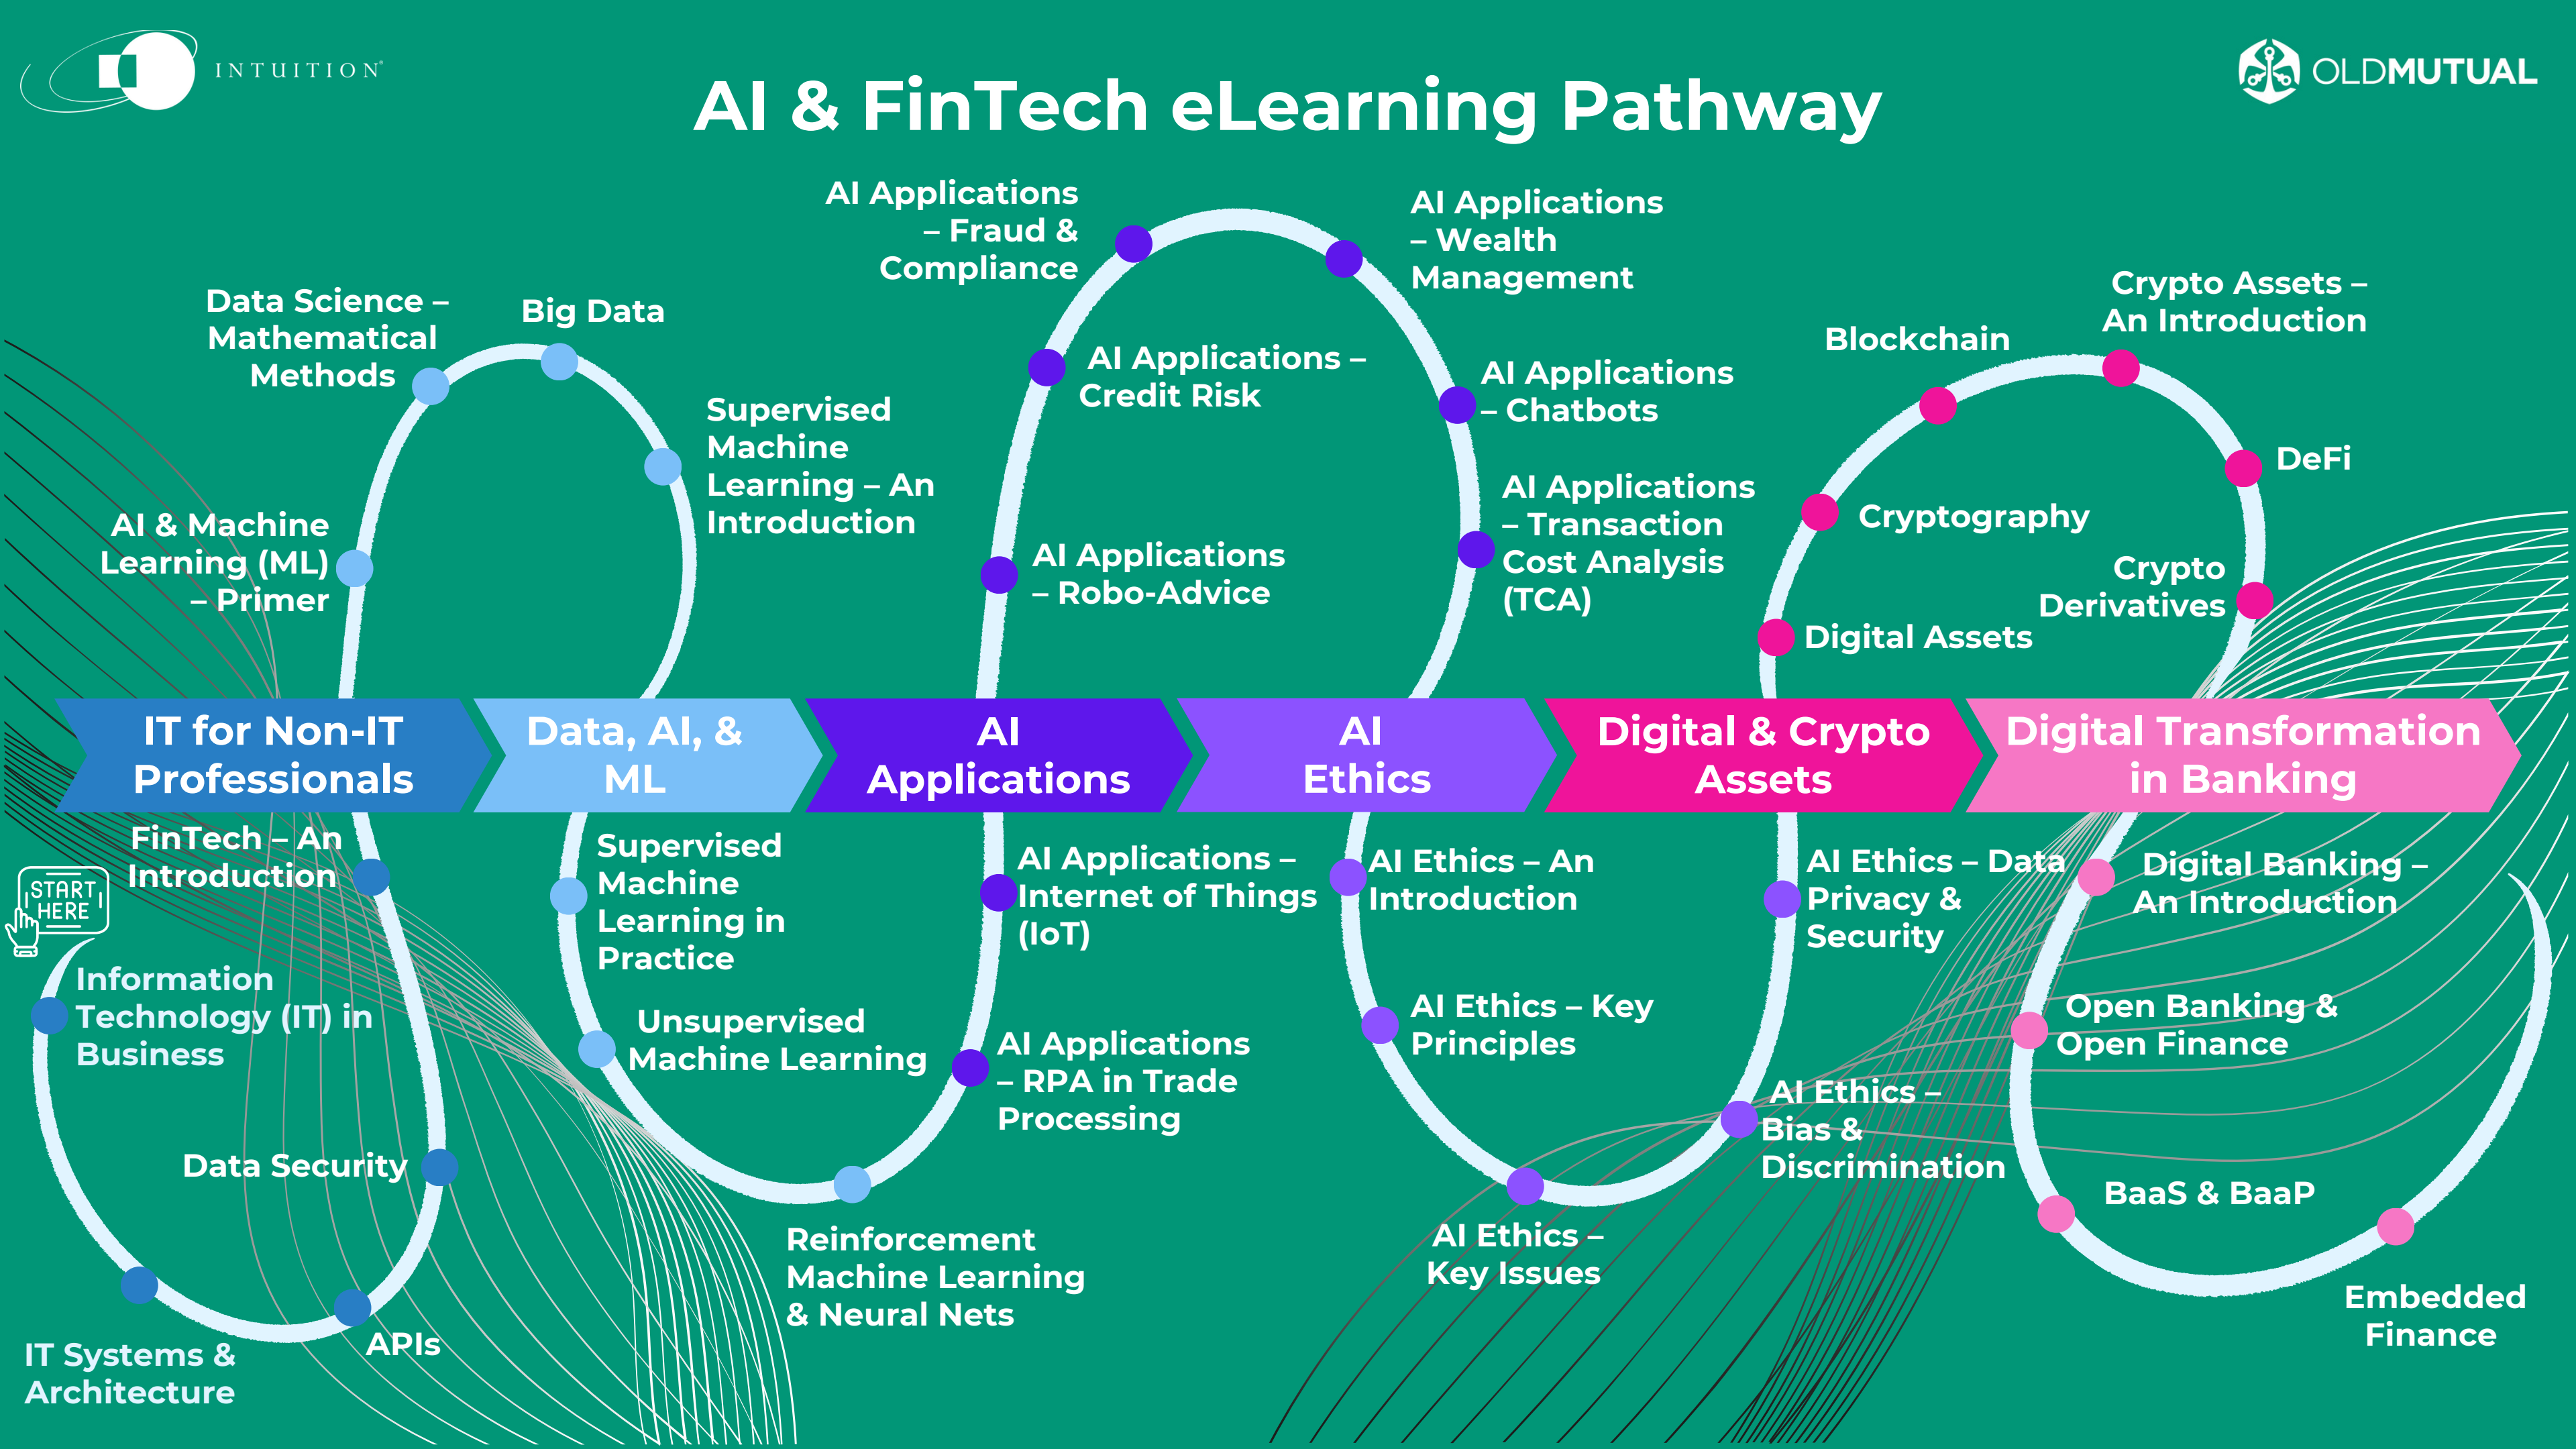 INTUITION®
OLDMUTUAL
AI & FinTech eLearning Pathway
AI Applications
– Fraud &
Compliance
AI Applications
– Wealth
Management
Data Science –
Mathematical
Methods
Big Data
Crypto Assets –
An Introduction
Blockchain
AI Applications –
Credit Risk
AI Applications
– Chatbots
Supervised
Machine
Learning – An
Introduction
DeFi
AI & Machine
Learning (ML)
– Primer
AI Applications
– Transaction
Cost Analysis
(TCA)
Cryptography
AI Applications
– Robo-Advice
Crypto
Derivatives
Digital Assets
IT for Non-IT
Professionals
Data, AI, &
ML
AI
Applications
AI
Ethics
Digital & Crypto
Assets
Digital Transformation
in Banking
FinTech – An
Introduction
START
HERE
Supervised
Machine
Learning in
Practice
AI Applications –
Internet of Things
(IoT)
AI Ethics – An
Introduction
AI Ethics – Data
Privacy &
Security
Digital Banking –
An Introduction
Information
Technology (IT) in
Business
Unsupervised
Machine Learning
AI Applications
– RPA in Trade
Processing
AI Ethics – Key
Principles
Open Banking &
Open Finance
AI Ethics –
Bias &
Discrimination
Data Security
BaaS & BaaP
Reinforcement
Machine Learning
& Neural Nets
AI Ethics –
Key Issues
Embedded
Finance
APIs
IT Systems &
Architecture